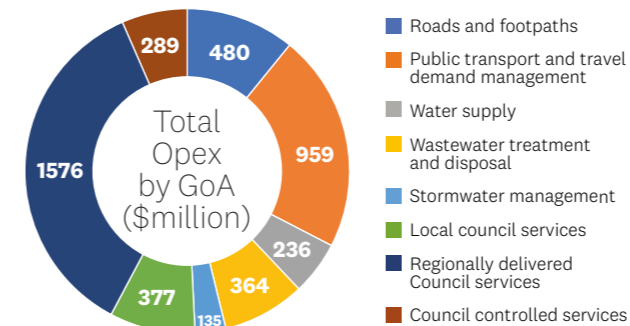 289
480
1576
959
Total
Opex
by GoA
($million)
236
364
377
135
Roads and footpaths
Public transport and travel
demand management
Water supply
Wastewater treatment
and disposal
Stormwater management
Local council services
Regionally delivered
Council services
Council controlled services